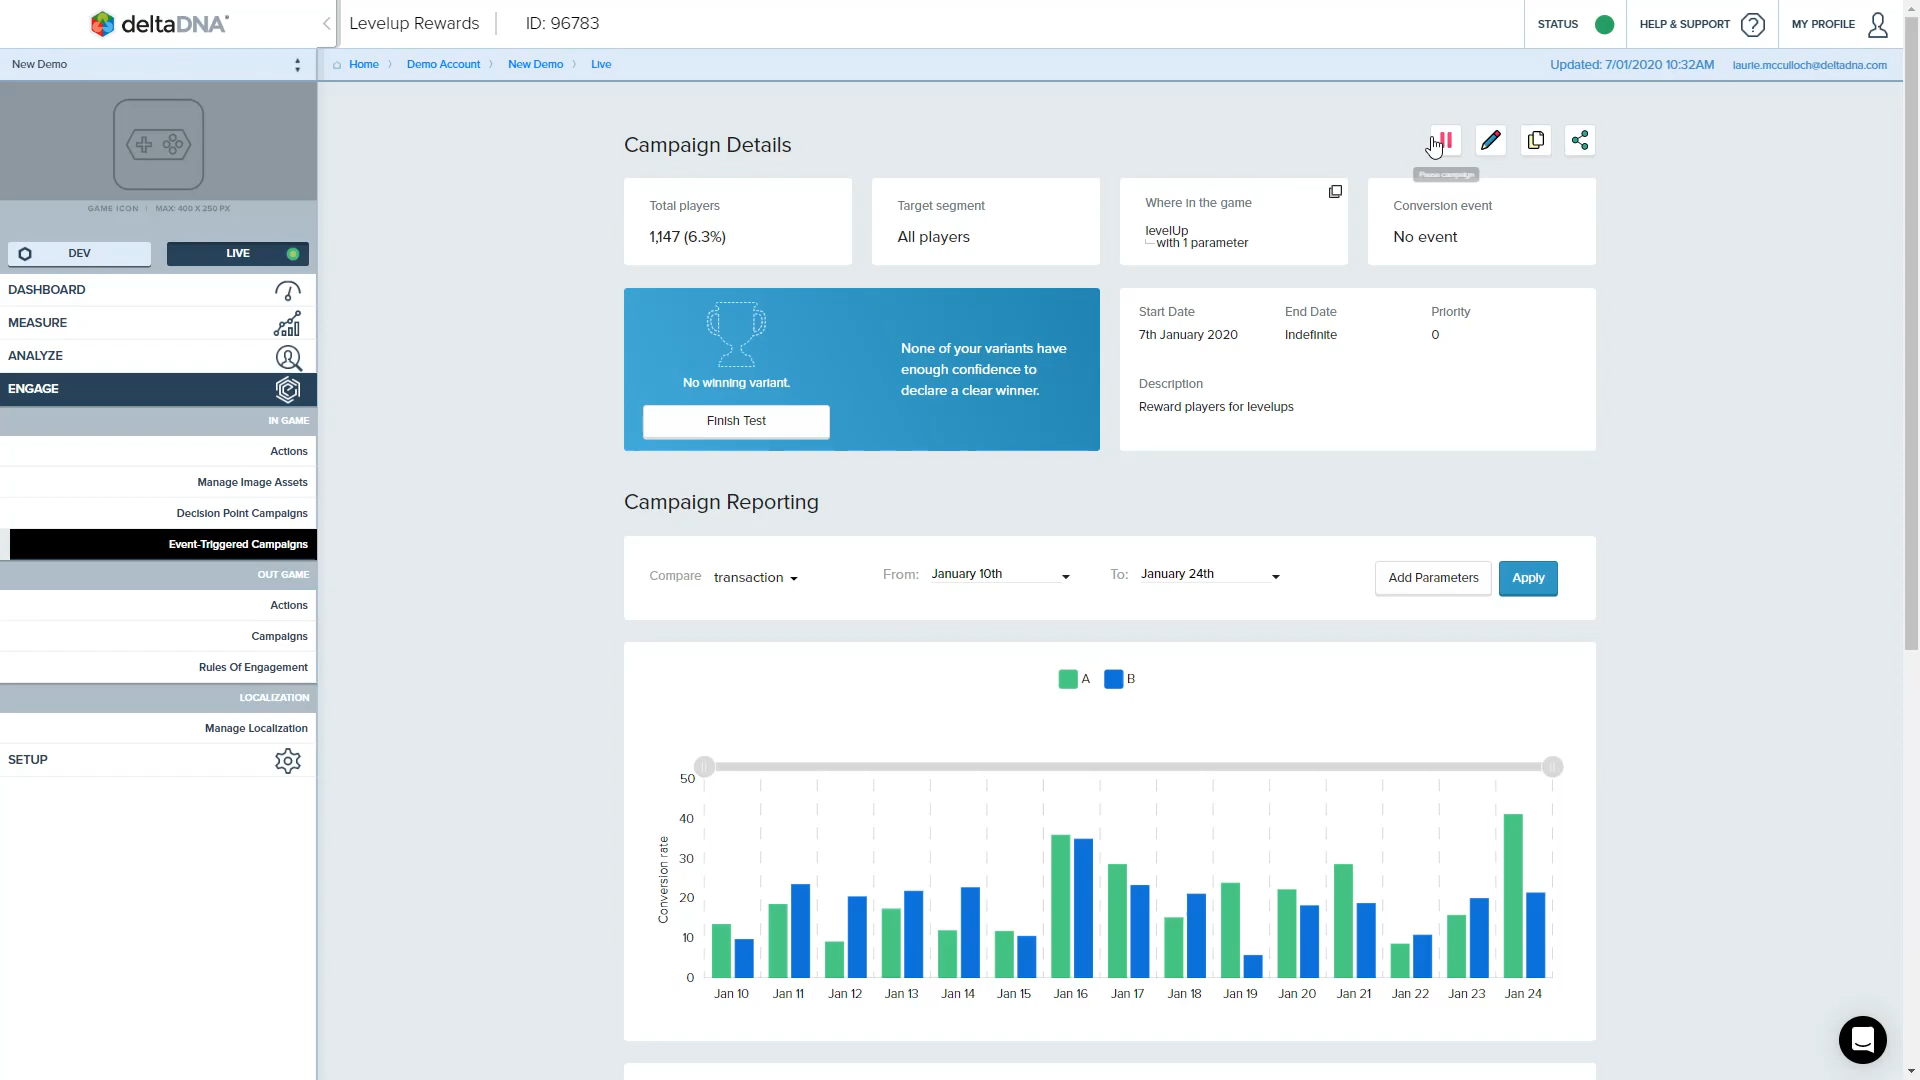 deltaDNA
Levelup Rewards
ID: 96783
STATUS
HELP & SUPPORT
MY PROFILE
New Demo
Home
Demo Account
New Demo
Live
Updated: 7/01/2020 10:32AM
laurie.mcculloch@deltadna.com
GAME ICON | MAX: 400 X 250 PX
DEV
LIVE
DASHBOARD
MEASURE
ANALYZE
ENGAGE
IN GAME
Actions
Manage Image Assets
Decision Point Campaigns
Event-Triggered Campaigns
OUT GAME
Actions
Campaigns
Rules Of Engagement
LOCALIZATION
Manage Localization
SETUP
Campaign Details
Pause campaign
Total players
1,147 (6.3%)
Target segment
All players
Where in the game
levelUp
with 1 parameter
Conversion event
No event
No winning variant.
Finish Test
None of your variants have
enough confidence to
declare a clear winner.
Start Date
7th January 2020
End Date
Indefinite
Priority
0
Description
Reward players for levelups
Campaign Reporting
Compare transaction
From: January 10th
To: January 24th
Add Parameters
Apply
A
B
Conversion rate
50
40
30
20
10
0
Jan 10 Jan 11 Jan 12 Jan 13 Jan 14 Jan 15 Jan 16 Jan 17 Jan 18 Jan 19 Jan 20 Jan 21 Jan 22 Jan 23 Jan 24